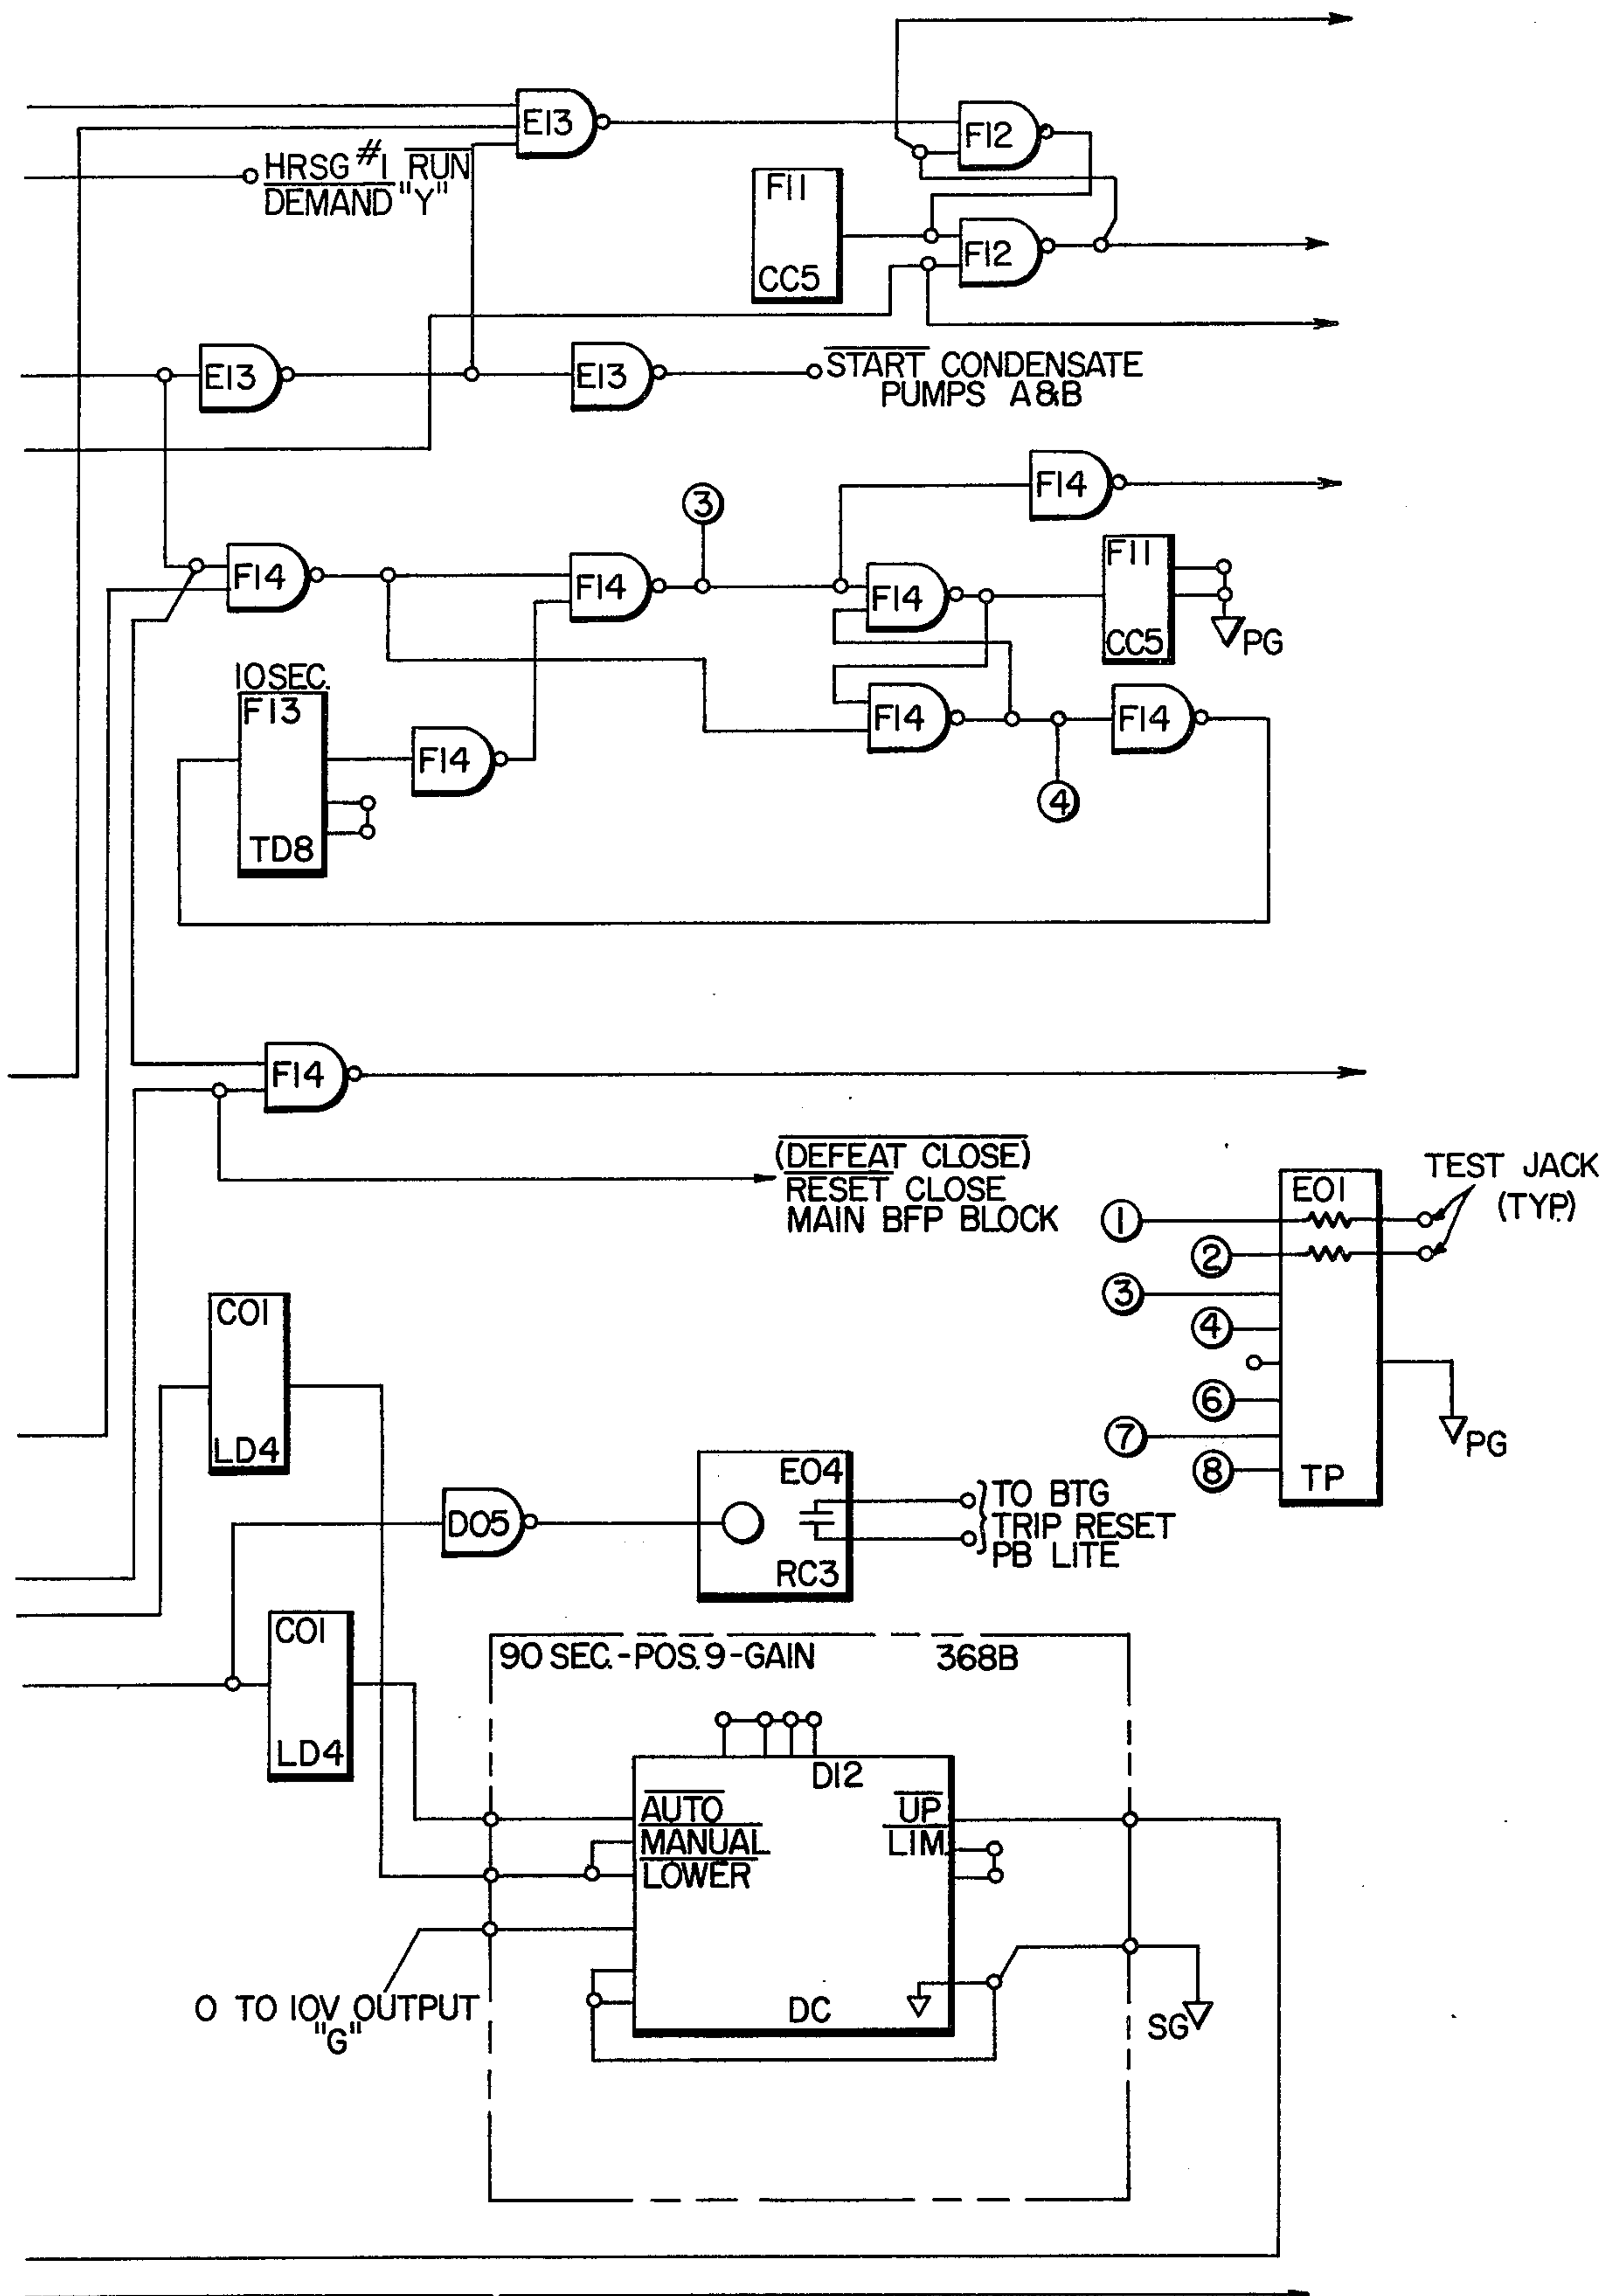 E13
F12
HRSG #1 RUN
DEMAND "Y"
F11
CC5
F12
E13
E13
START CONDENSATE
PUMPS A&B
F14
3
F14
F14
F14
F11
CC5
PG
10 SEC.
F13
TD8
F14
F14
F14
4
F14
(DEFEAT CLOSE)
RESET CLOSE
MAIN BFP BLOCK
TEST JACK
(TYP.)
E01
1
2
3
4
6
7
8
TP
PG
C01
LD4
D05
E04
RC3
TO BTG
TRIP RESET
PB LITE
C01
LD4
90 SEC.-POS. 9-GAIN 368B
D12
AUTO
MANUAL
LOWER
UP
LIM.
DC
0 TO 10V OUTPUT
"G"
SG